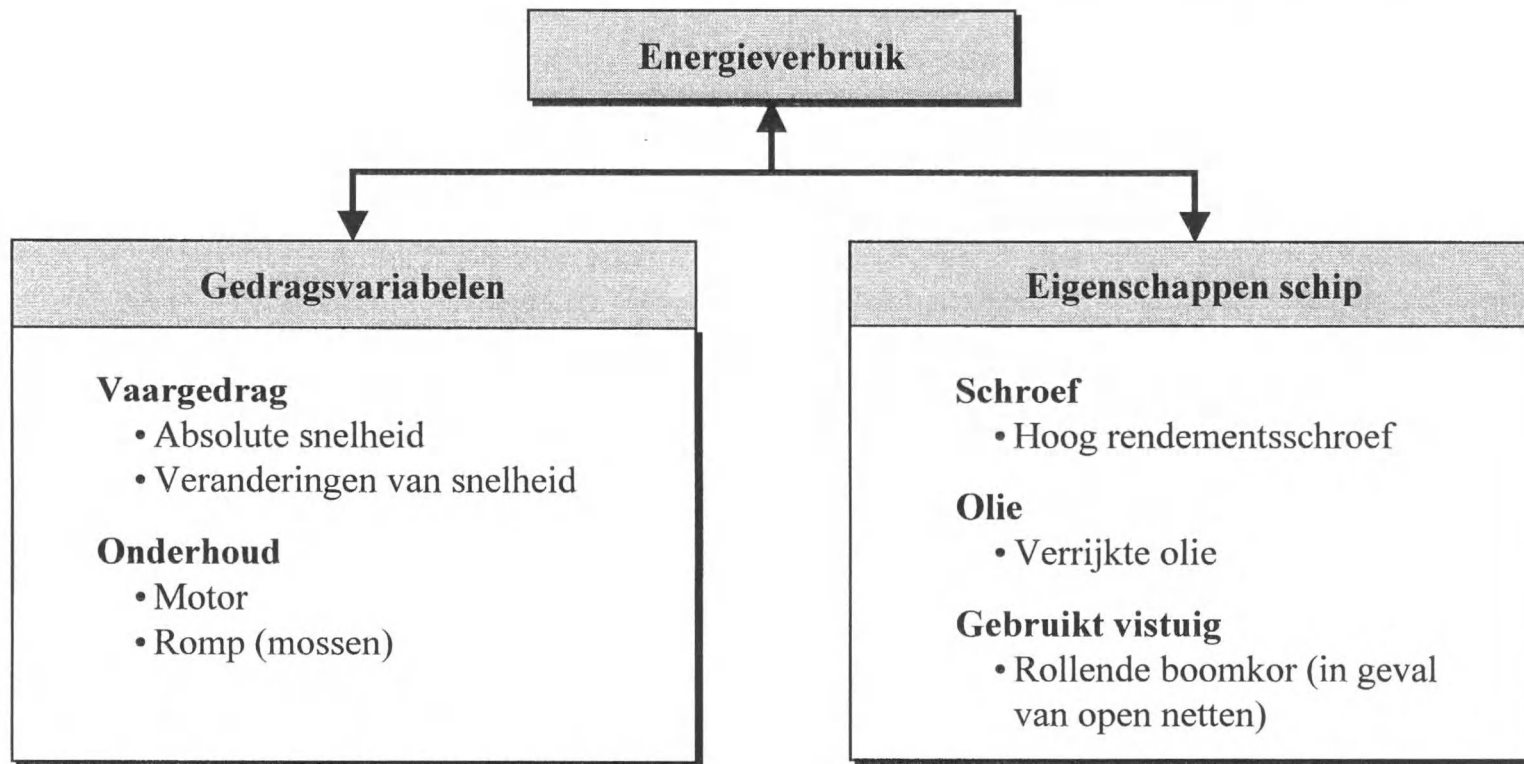 Energieverbruik
Gedragsvariabelen
Vaargedrag
• Absolute snelheid
• Veranderingen van snelheid
Onderhoud
• Motor
• Romp (mossen)
Eigenschappen schip
Schroef
• Hoog rendementsschroef
Olie
• Verrijkte olie
Gebruikt vistuig
• Rollende boomkor (in geval
van open netten)